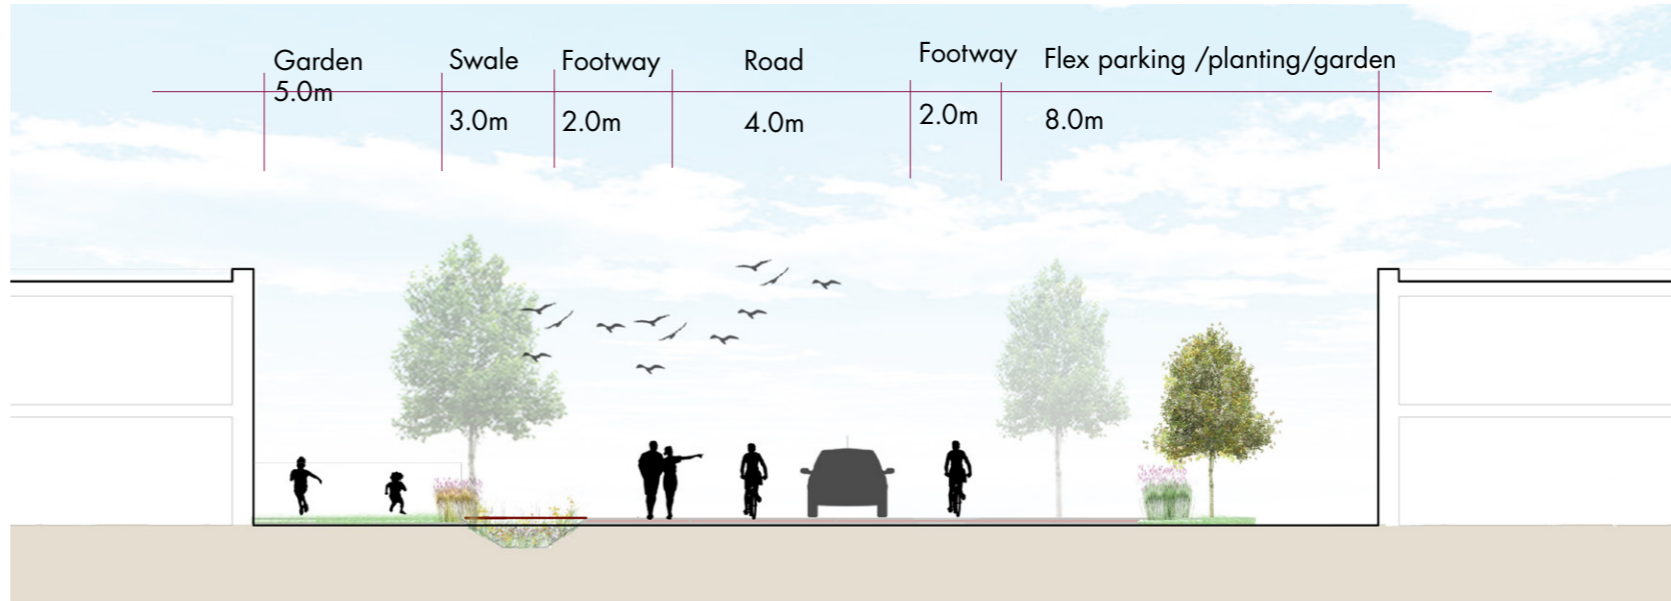 Garden
5.0m
Swale
3.0m
Footway
2.0m
Road
4.0m
Footway
2.0m
Flex parking /planting/garden
8.0m